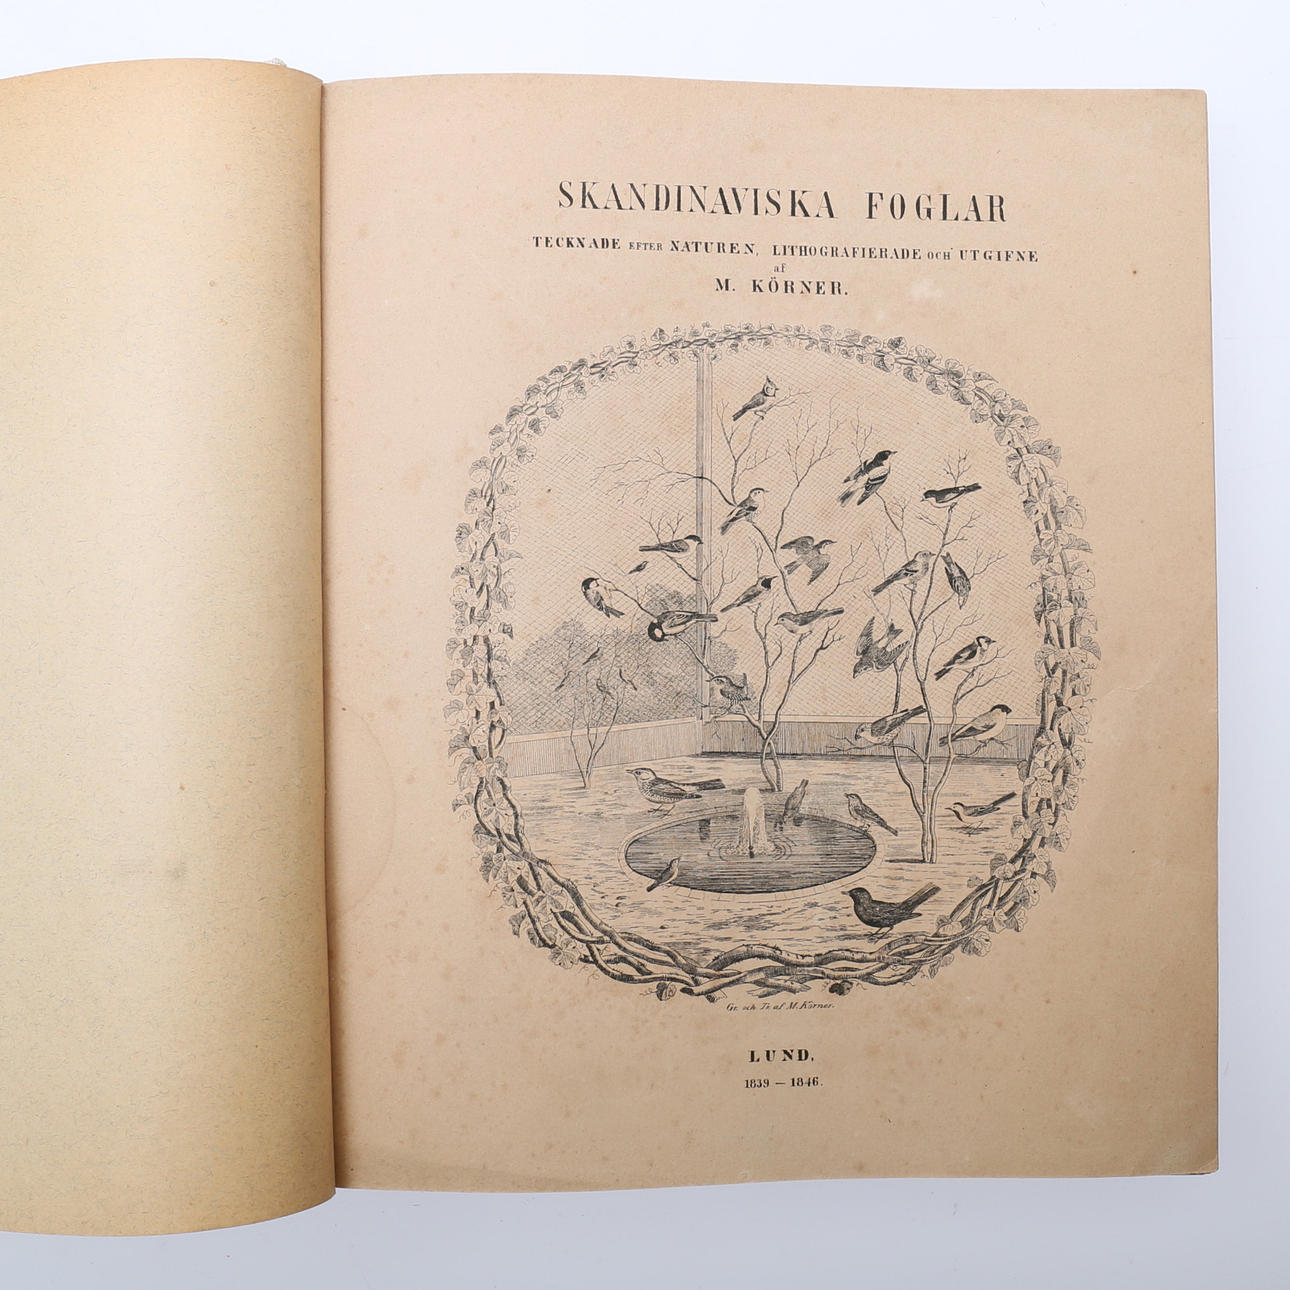 SKANDINAVISKA FOGLAR
TECKNADE EFTER NATUREN, LITHOGRAFIERADE OCH UTGIFNE
af
M. KÖRNER.
Gr. och Tr. af M. Körner.
LUND,
1839 — 1846.